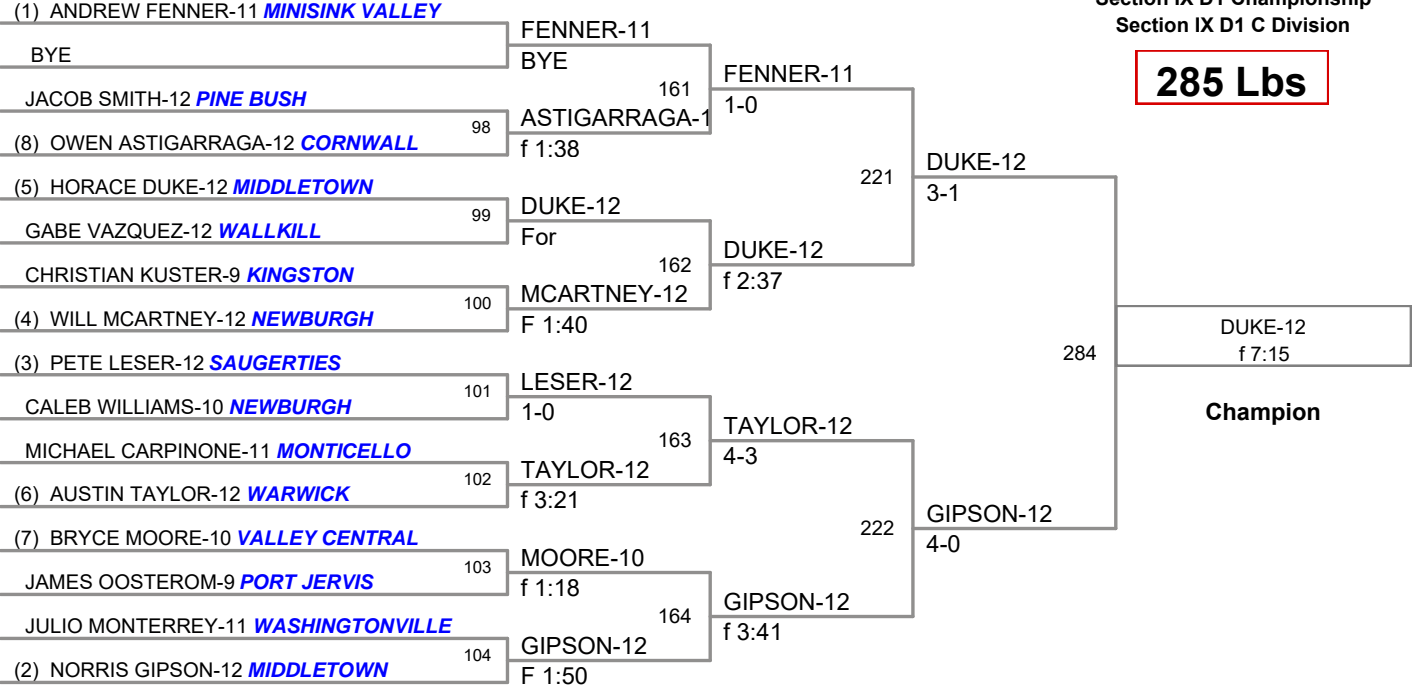 (1) ANDREW FENNER-11 MINISINK VALLEY
BYE
JACOB SMITH-12 PINE BUSH
(8) OWEN ASTIGARRAGA-12 CORNWALL
(5) HORACE DUKE-12 MIDDLETOWN
GABE VAZQUEZ-12 WALLKILL
CHRISTIAN KUSTER-9 KINGSTON
(4) WILL MCARTNEY-12 NEWBURGH
(3) PETE LESER-12 SAUGERTIES
CALEB WILLIAMS-10 NEWBURGH
MICHAEL CARPINONE-11 MONTICELLO
(6) AUSTIN TAYLOR-12 WARWICK
(7) BRYCE MOORE-10 VALLEY CENTRAL
JAMES OOSTEROM-9 PORT JERVIS
JULIO MONTERREY-11 WASHINGTONVILLE
(2) NORRIS GIPSON-12 MIDDLETOWN
98
99
100
101
102
103
104
FENNER-11
BYE
ASTIGARRAGA-1
f 1:38
DUKE-12
For
MCARTNEY-12
F 1:40
LESER-12
1-0
TAYLOR-12
f 3:21
MOORE-10
f 1:18
GIPSON-12
F 1:50
161
162
163
164
FENNER-11
1-0
DUKE-12
f 2:37
TAYLOR-12
4-3
GIPSON-12
f 3:41
221
222
DUKE-12
3-1
GIPSON-12
4-0
284
Section IX D1 Championship
Section IX D1 C Division
285 Lbs
DUKE-12
f 7:15
Champion